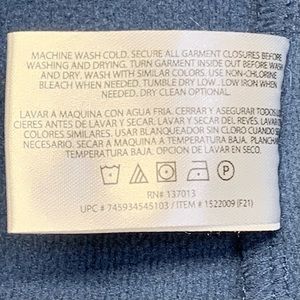 MACHINE WASH COLD. SECURE ALL GARMENT CLOSURES BEFORE
WASHING AND DRYING. TURN GARMENT INSIDE OUT BEFORE WASH
AND DRY. WASH WITH SIMILAR COLORS. USE NON-CHLORINE
BLEACH WHEN NEEDED. TUMBLE DRY LOW. LOW IRON WHEN
NEEDED. DRY CLEAN OPTIONAL.
LAVAR A MAQUINA CON AGUA FRIA. CERRAR Y ASEGURAR TODOS LOS
CIERES ANTES DE LAVAR Y SECAR. LAVAR Y SECAR DEL REVES. LAVAR
COLORES SIMILARES. USAR BLANQUEADOR SIN CLORO CUANDO SEA
NECESARIO. SECAR A MAQUINA A TEMPERATURA BAJA. PLANCHAR
TEMPERATURA BAJA. OPCION DE LAVAR EN SECO.
P
RN# 137013
UPC # 745934545103 / ITEM # 1522009 (F21)